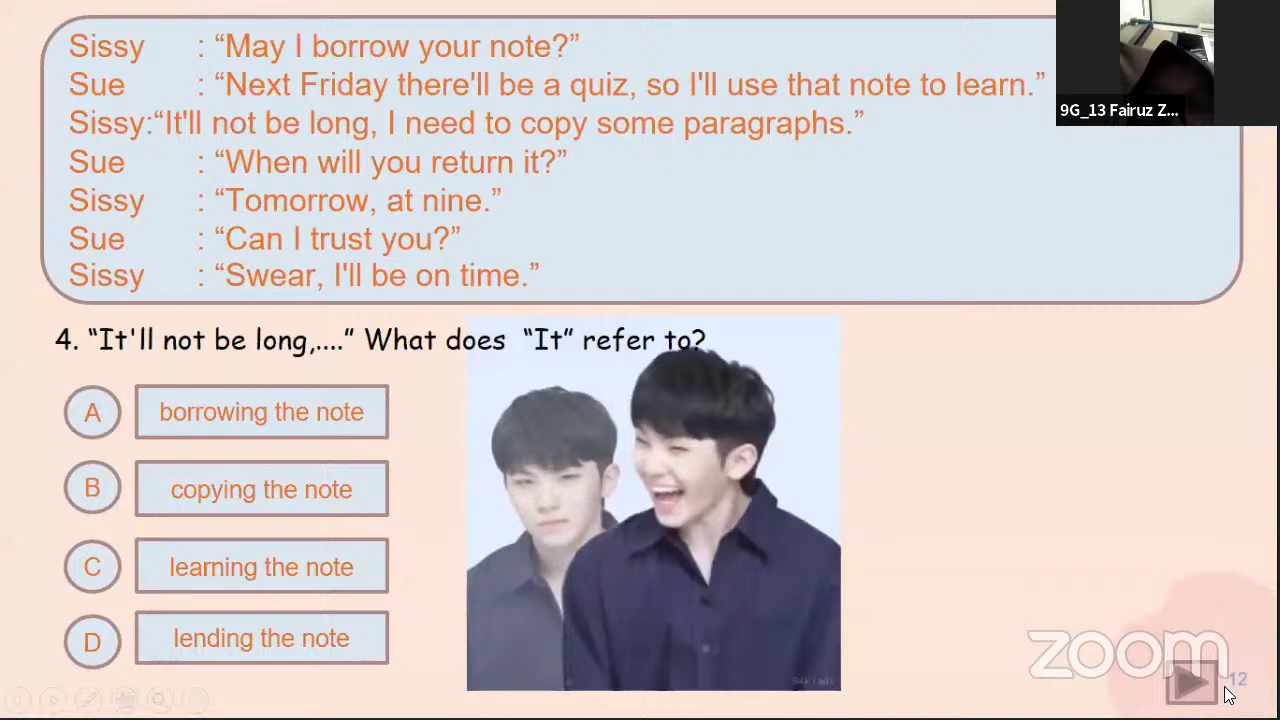 Sissy : “May I borrow your note?”
Sue : “Next Friday there'll be a quiz, so I'll use that note to learn.”
Sissy:“It'll not be long, I need to copy some paragraphs.”
Sue : “When will you return it?”
Sissy : “Tomorrow, at nine.”
Sue : “Can I trust you?”
Sissy : “Swear, I'll be on time.”
9G_13 Fairuz Z...
4. “It'll not be long,....” What does “It” refer to?
A borrowing the note
B copying the note
C learning the note
D lending the note
zoom
12